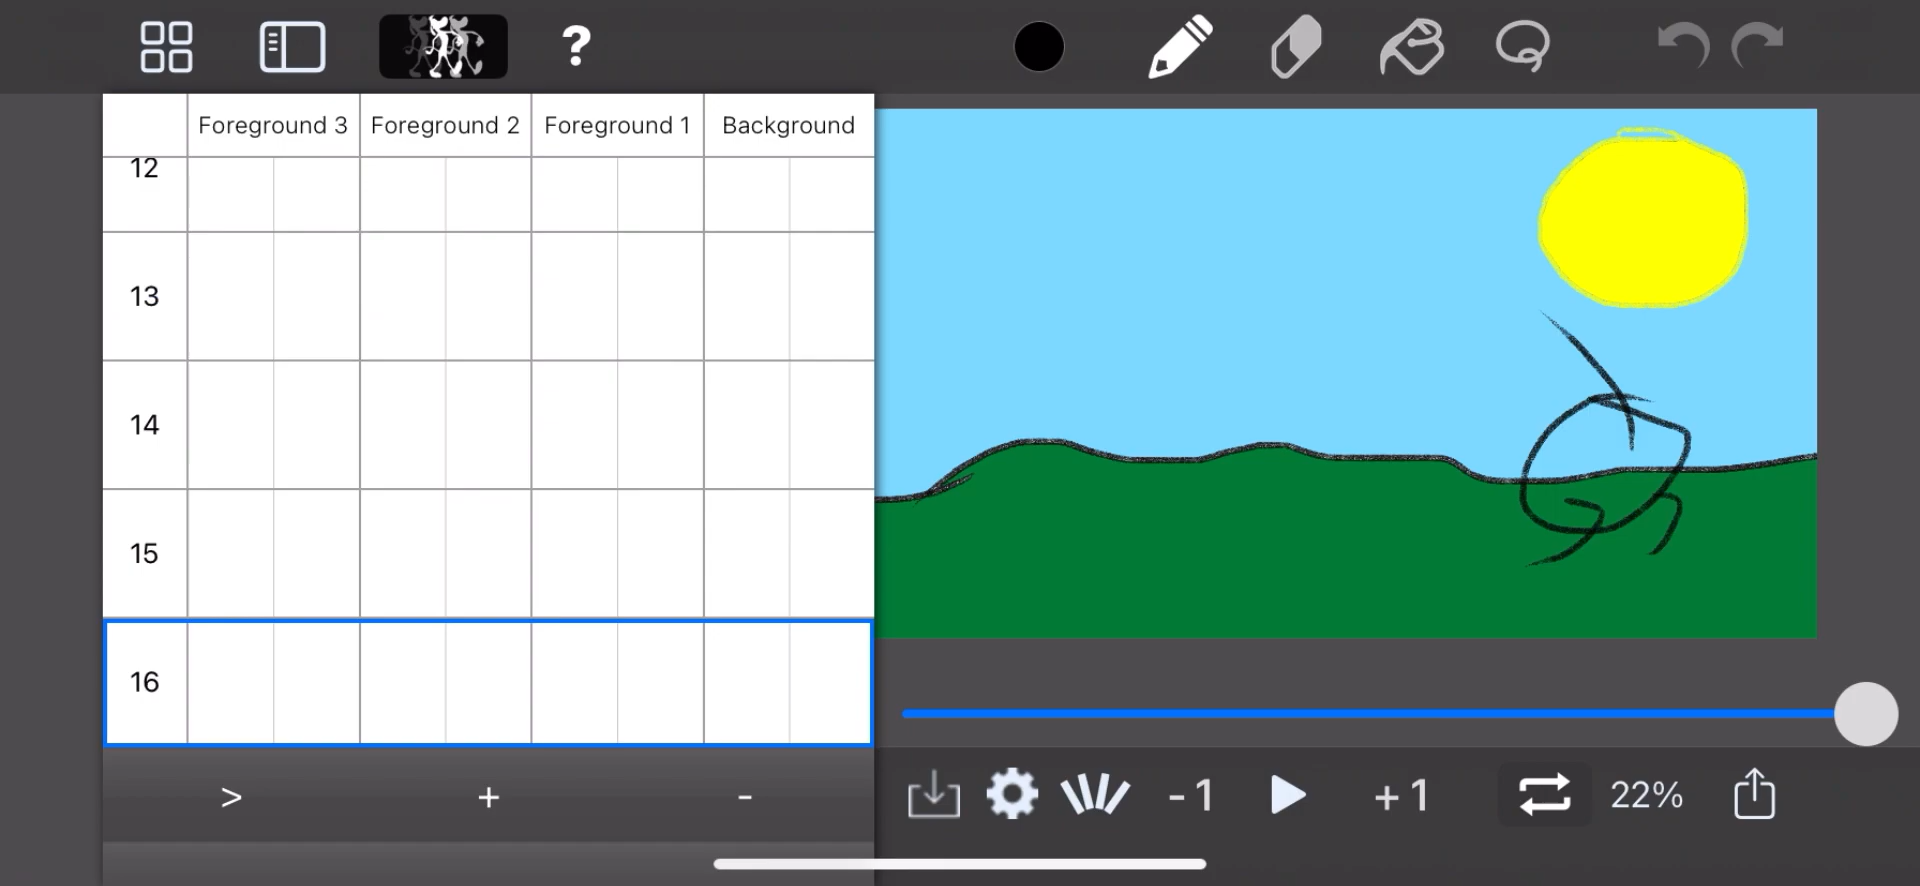 ?
Foreground 3 Foreground 2 Foreground 1 Background
12
13
14
15
16
> + -
- 1 + 1 22%